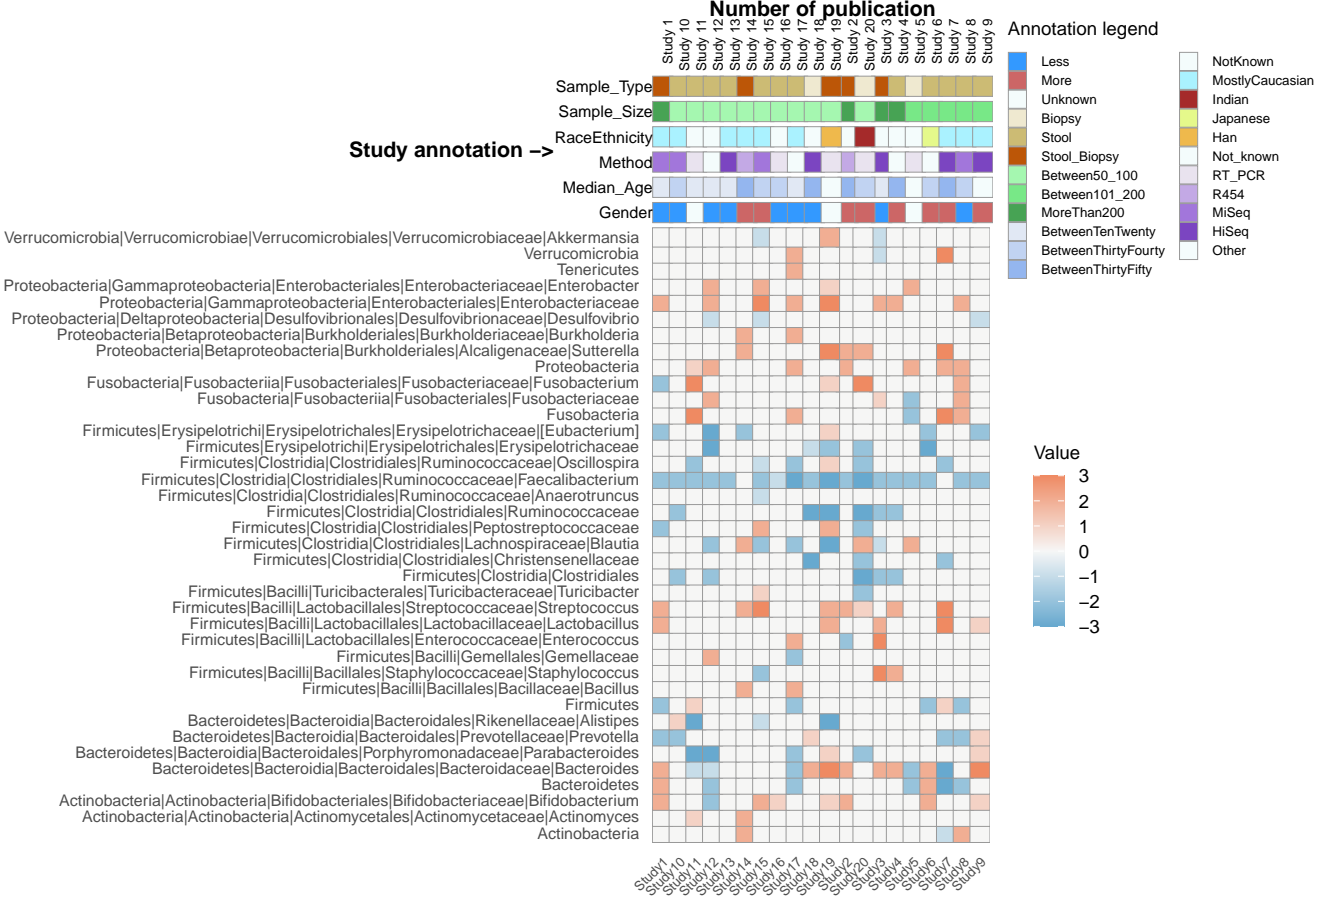 Number of publication
Study 1
Study 10
Study 11
Study 12
Study 13
Study 14
Study 15
Study 16
Study 17
Study 18
Study 19
Study 2
Study 20
Study 3
Study 4
Study 5
Study 6
Study 7
Study 8
Study 9
Study annotation –>
Sample_Type
Sample_Size
RaceEthnicity
Method
Median_Age
Gender
Verrucomicrobia|Verrucomicrobiae|Verrucomicrobiales|Verrucomicrobiaceae|Akkermansia
Verrucomicrobia
Tenericutes
Proteobacteria|Gammaproteobacteria|Enterobacteriales|Enterobacteriaceae|Enterobacter
Proteobacteria|Gammaproteobacteria|Enterobacteriales|Enterobacteriaceae
Proteobacteria|Deltaproteobacteria|Desulfovibrionales|Desulfovibrionaceae|Desulfovibrio
Proteobacteria|Betaproteobacteria|Burkholderiales|Burkholderiaceae|Burkholderia
Proteobacteria|Betaproteobacteria|Burkholderiales|Alcaligenaceae|Sutterella
Proteobacteria
Fusobacteria|Fusobacteriia|Fusobacteriales|Fusobacteriaceae|Fusobacterium
Fusobacteria|Fusobacteriia|Fusobacteriales|Fusobacteriaceae
Fusobacteria
Firmicutes|Erysipelotrichi|Erysipelotrichales|Erysipelotrichaceae|[Eubacterium]
Firmicutes|Erysipelotrichi|Erysipelotrichales|Erysipelotrichaceae
Firmicutes|Clostridia|Clostridiales|Ruminococcaceae|Oscillospira
Firmicutes|Clostridia|Clostridiales|Ruminococcaceae|Faecalibacterium
Firmicutes|Clostridia|Clostridiales|Ruminococcaceae|Anaerotruncus
Firmicutes|Clostridia|Clostridiales|Ruminococcaceae
Firmicutes|Clostridia|Clostridiales|Peptostreptococcaceae
Firmicutes|Clostridia|Clostridiales|Lachnospiraceae|Blautia
Firmicutes|Clostridia|Clostridiales|Christensenellaceae
Firmicutes|Clostridia|Clostridiales
Firmicutes|Bacilli|Turicibacterales|Turicibacteraceae|Turicibacter
Firmicutes|Bacilli|Lactobacillales|Streptococcaceae|Streptococcus
Firmicutes|Bacilli|Lactobacillales|Lactobacillaceae|Lactobacillus
Firmicutes|Bacilli|Lactobacillales|Enterococcaceae|Enterococcus
Firmicutes|Bacilli|Gemellales|Gemellaceae
Firmicutes|Bacilli|Bacillales|Staphylococcaceae|Staphylococcus
Firmicutes|Bacilli|Bacillales|Bacillaceae|Bacillus
Firmicutes
Bacteroidetes|Bacteroidia|Bacteroidales|Rikenellaceae|Alistipes
Bacteroidetes|Bacteroidia|Bacteroidales|Prevotellaceae|Prevotella
Bacteroidetes|Bacteroidia|Bacteroidales|Porphyromonadaceae|Parabacteroides
Bacteroidetes|Bacteroidia|Bacteroidales|Bacteroidaceae|Bacteroides
Bacteroidetes
Actinobacteria|Actinobacteria|Bifidobacteriales|Bifidobacteriaceae|Bifidobacterium
Actinobacteria|Actinobacteria|Actinomycetales|Actinomycetaceae|Actinomyces
Actinobacteria
Study1
Study10
Study11
Study12
Study13
Study14
Study15
Study16
Study17
Study18
Study19
Study2
Study20
Study3
Study4
Study5
Study6
Study7
Study8
Study9
Annotation legend
Less
More
Unknown
Biopsy
Stool
Stool_Biopsy
Between50_100
Between101_200
MoreThan200
BetweenTenTwenty
BetweenThirtyFourty
BetweenThirtyFifty
NotKnown
MostlyCaucasian
Indian
Japanese
Han
Not_known
RT_PCR
R454
MiSeq
HiSeq
Other
Value
3
2
1
0
−1
−2
−3